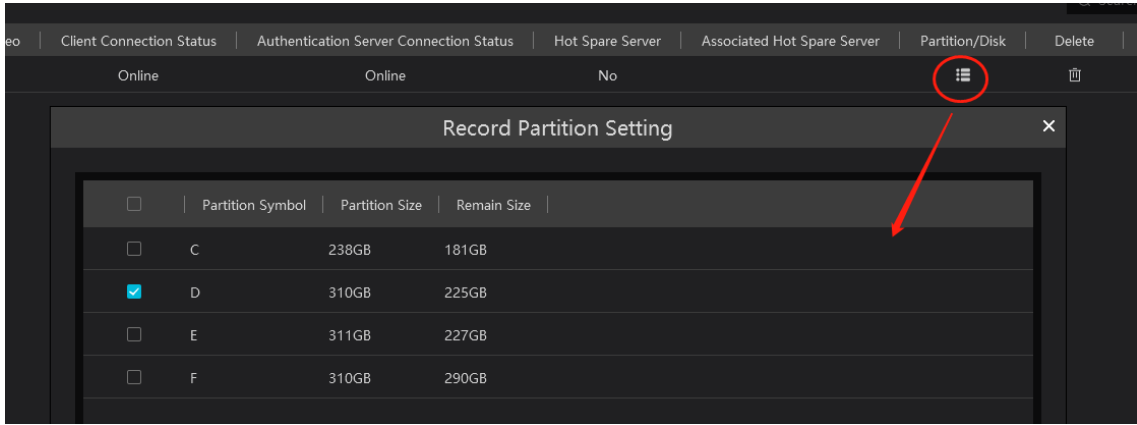 eo Client Connection Status Authentication Server Connection Status Hot Spare Server Associated Hot Spare Server Partition/Disk Delete
Online Online No
Record Partition Setting
Partition Symbol Partition Size Remain Size
C 238GB 181GB
D 310GB 225GB
E 311GB 227GB
F 310GB 290GB